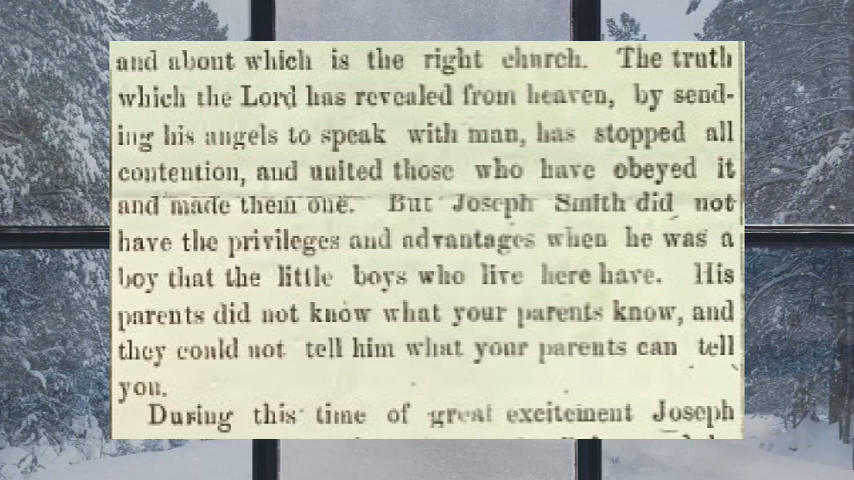 and about which is the right church. The truth
which the Lord has revealed from heaven, by send-
ing his angels to speak with man, has stopped all
contention, and united those who have obeyed it
and made them one. But Joseph Smith did not
have the privileges and advantages when he was a
boy that the little boys who live here have. His
parents did not know what your parents know, and
they could not tell him what your parents can tell
you.
During this time of great excitement Joseph